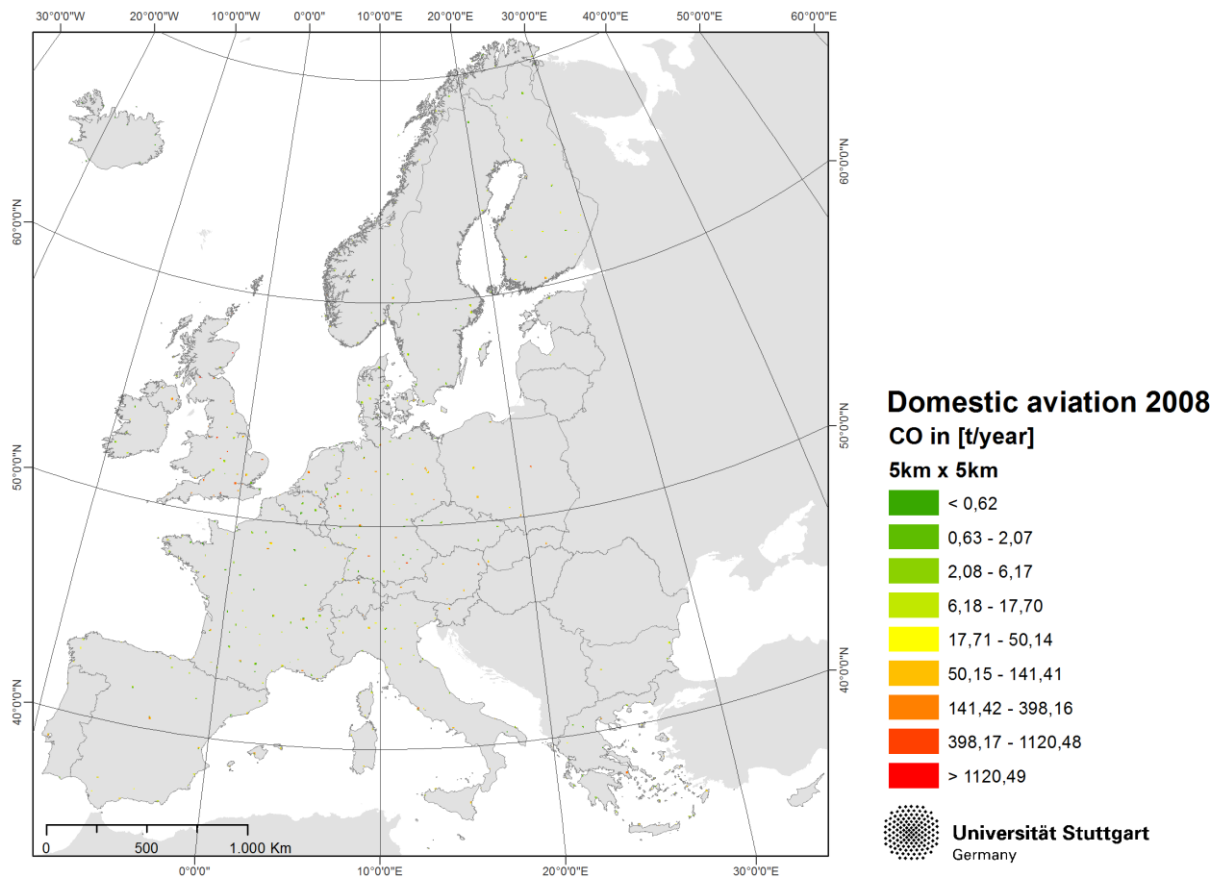 30°0'0"W 20°0'0"W 10°0'0"W 0°0'0" 10°0'0"E 20°0'0"E 30°0'0"E 40°0'0"E 50°0'0"E 60°0'0"E
60°0'0"N
50°0'0"N
40°0'0"N
60°0'0"N
50°0'0"N
40°0'0"N
0 500 1.000 Km
0°0'0" 10°0'0"E 20°0'0"E 30°0'0"E
Domestic aviation 2008
CO in [t/year]
5km x 5km
< 0,62
0,63 - 2,07
2,08 - 6,17
6,18 - 17,70
17,71 - 50,14
50,15 - 141,41
141,42 - 398,16
398,17 - 1120,48
> 1120,49
Universität Stuttgart
Germany